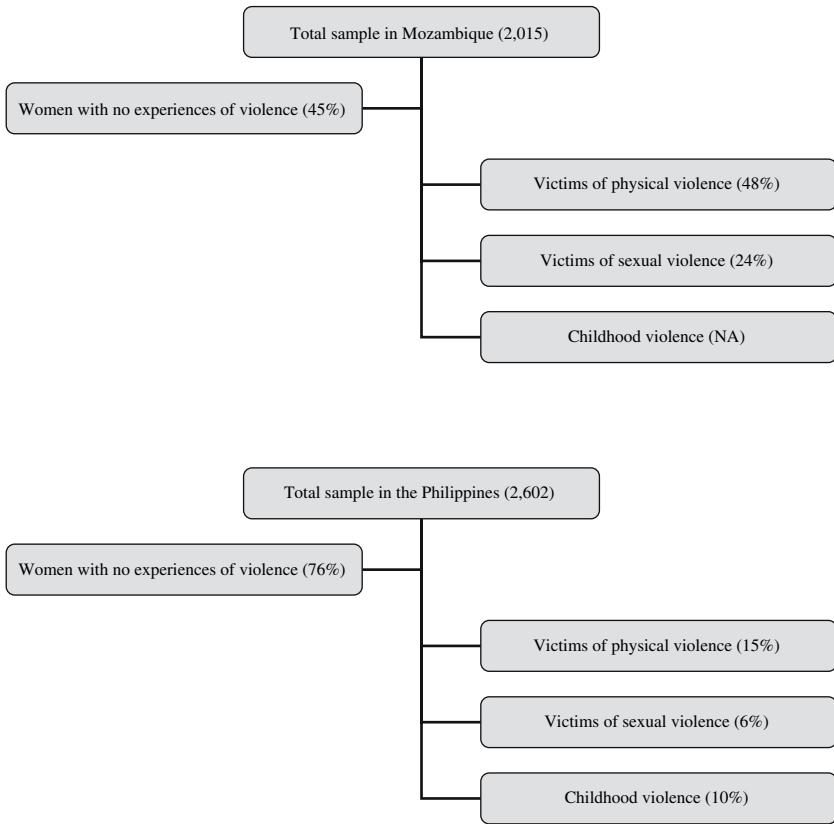 Total sample in Mozambique (2,015)
Women with no experiences of violence (45%)
Victims of physical violence (48%)
Victims of sexual violence (24%)
Childhood violence (NA)
Total sample in the Philippines (2,602)
Women with no experiences of violence (76%)
Victims of physical violence (15%)
Victims of sexual violence (6%)
Childhood violence (10%)